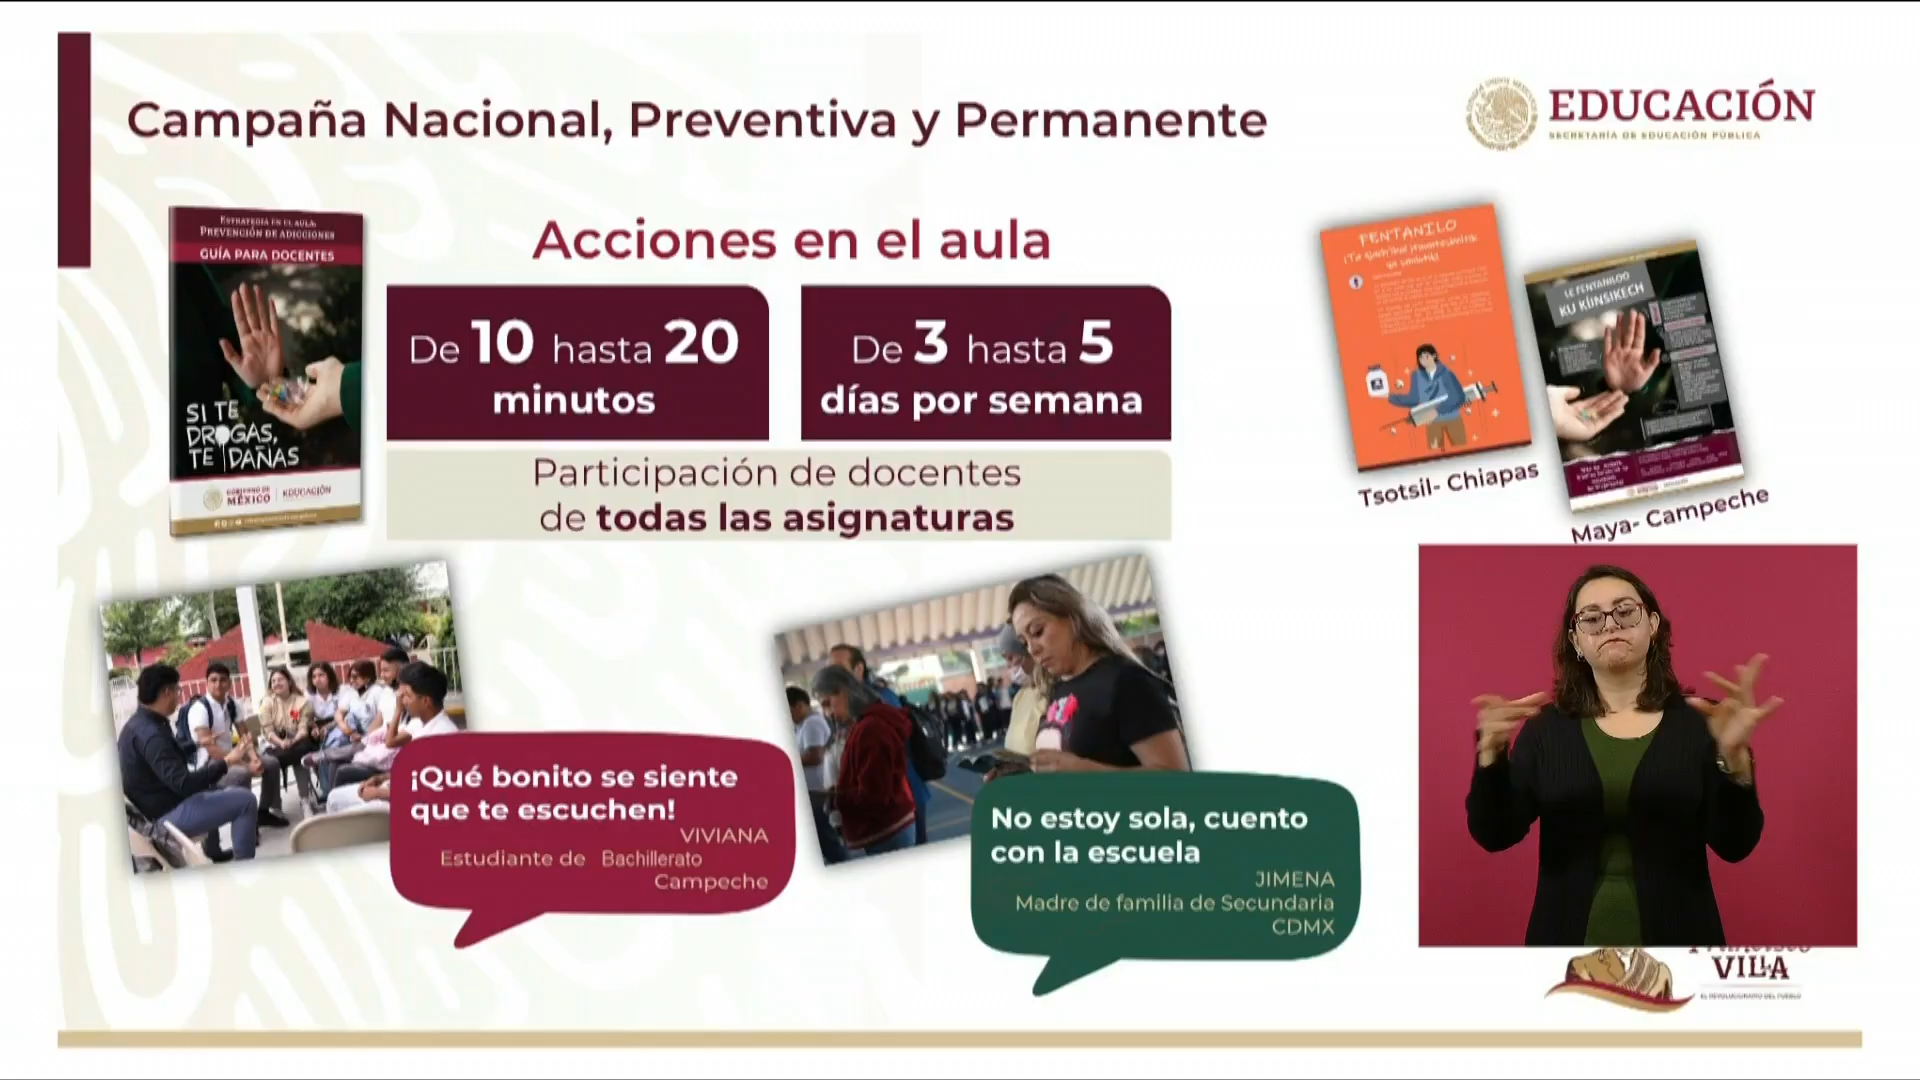 Campaña Nacional, Preventiva y Permanente
EDUCACIÓN
SECRETARÍA DE EDUCACIÓN PÚBLICA
ESTRATEGIA EN EL AULA:
PREVENCIÓN DE ADICCIONES
GUÍA PARA DOCENTES
SI TE
DROGAS,
TE DAÑAS
GOBIERNO DE
MÉXICO
EDUCACIÓN
Acciones en el aula
De 10 hasta 20
minutos
De 3 hasta 5
días por semana
Participación de docentes
de todas las asignaturas
FENTANILO
Tsotsil- Chiapas
LE FENTANILOO
KU KÍINSIKECH
Maya- Campeche
¡Qué bonito se siente
que te escuchen!
VIVIANA
Estudiante de Bachillerato
Campeche
No estoy sola, cuento
con la escuela
JIMENA
Madre de familia de Secundaria
CDMX
VILLA
EL REVOLUCIONARIO DEL PUEBLO